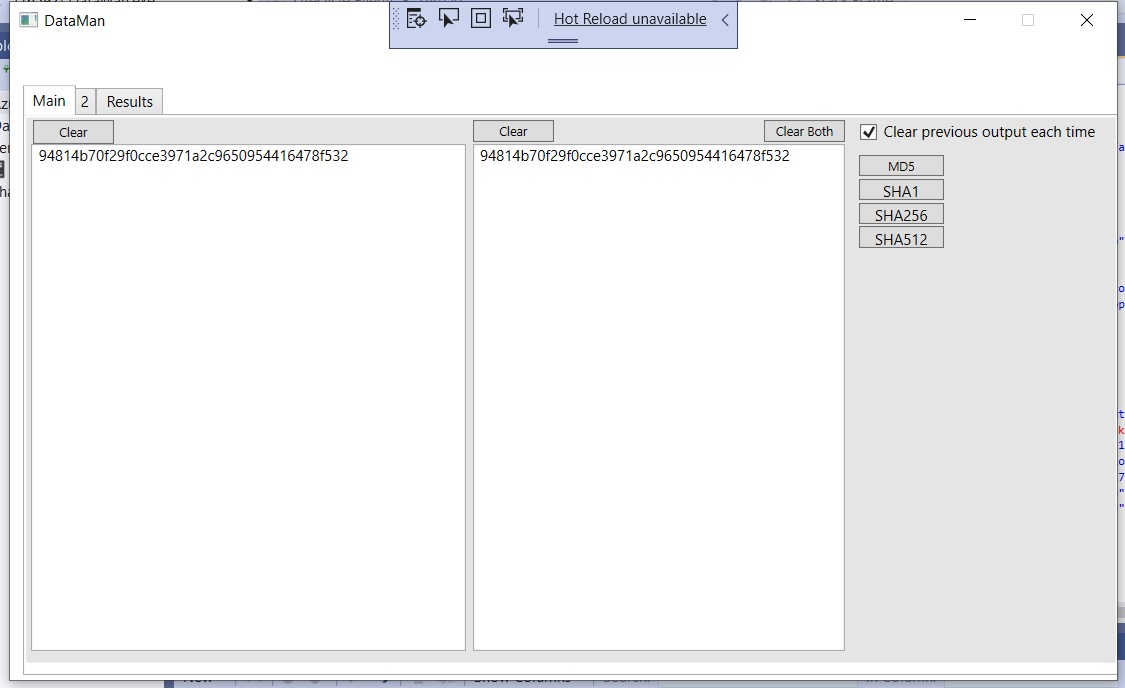 DataMan
Hot Reload unavailable
Main
2
Results
Clear
Clear
Clear Both
Clear previous output each time
94814b70f29f0cce3971a2c9650954416478f532
94814b70f29f0cce3971a2c9650954416478f532
MD5
SHA1
SHA256
SHA512